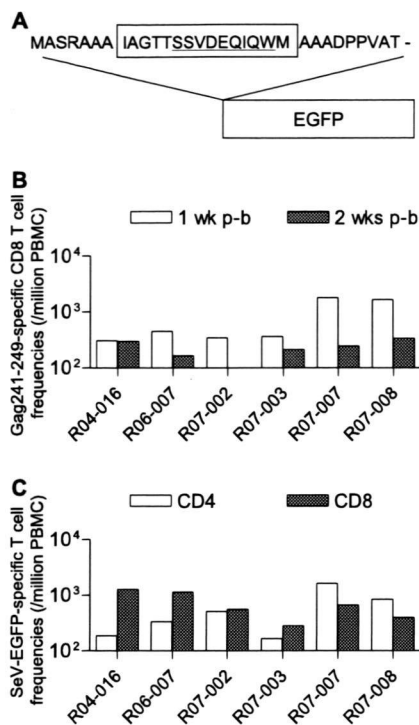 A
MASRAAA IAGTTSSVDEQIQWM AAADPPVAT -
EGFP
B
1 wk p-b 2 wks p-b
Gag241-249-specific CD8 T cell
frequencies (/million PBMC)
10^4
10^3
10^2
R04-016 R06-007 R07-002 R07-003 R07-007 R07-008
C
CD4 CD8
SeV-EGFP-specific T cell
frequencies (/million PBMC)
10^4
10^3
10^2
R04-016 R06-007 R07-002 R07-003 R07-007 R07-008